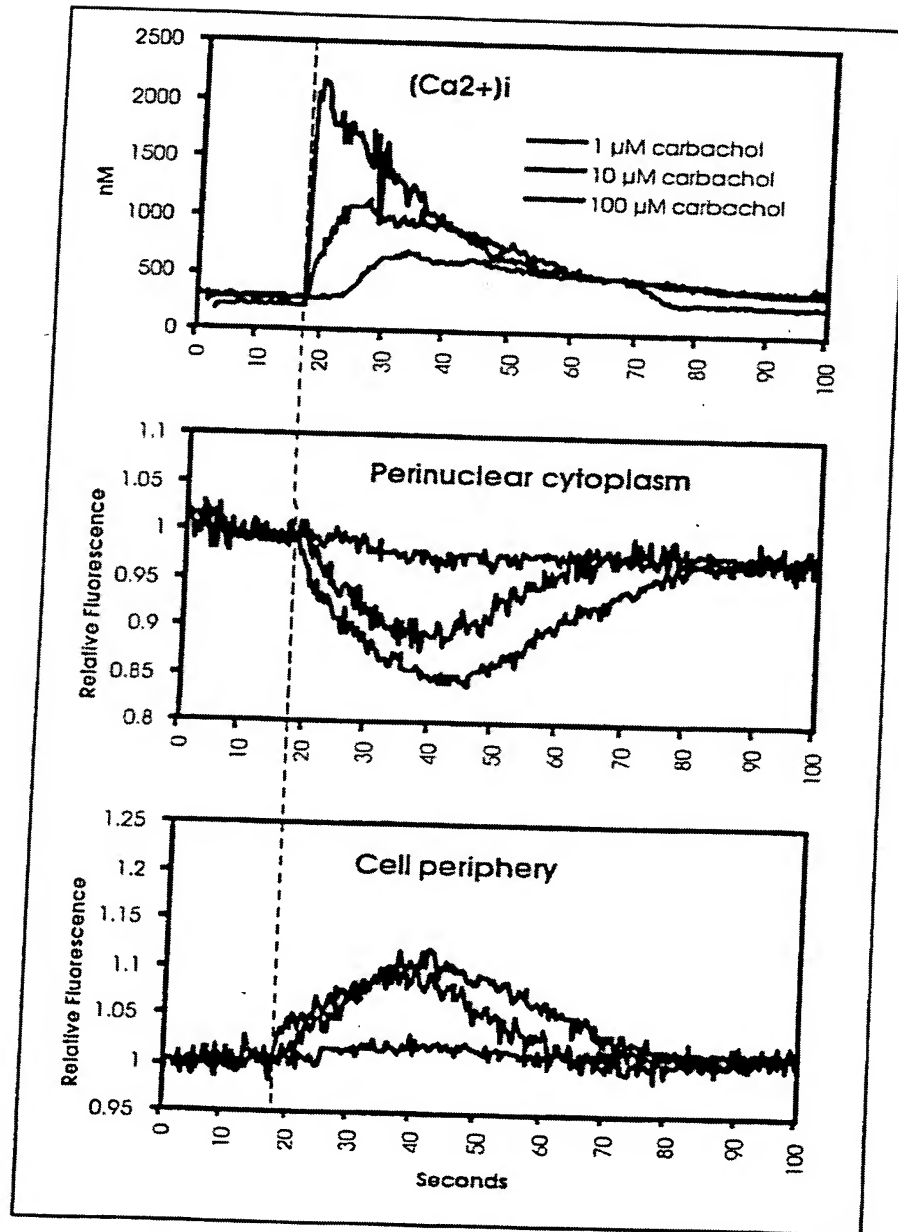 2500
2000
1500
1000
500
0
nM
(Ca2+)i
1 µM carbachol
10 µM carbachol
100 µM carbachol
0 10 20 30 40 50 60 70 80 90 100
1.1
1.05
1
0.95
0.9
0.85
0.8
Relative Fluorescence
Perinuclear cytoplasm
0 10 20 30 40 50 60 70 80 90 100
1.25
1.2
1.15
1.1
1.05
1
0.95
Relative Fluorescence
Cell periphery
0 10 20 30 40 50 60 70 80 90 100
Seconds